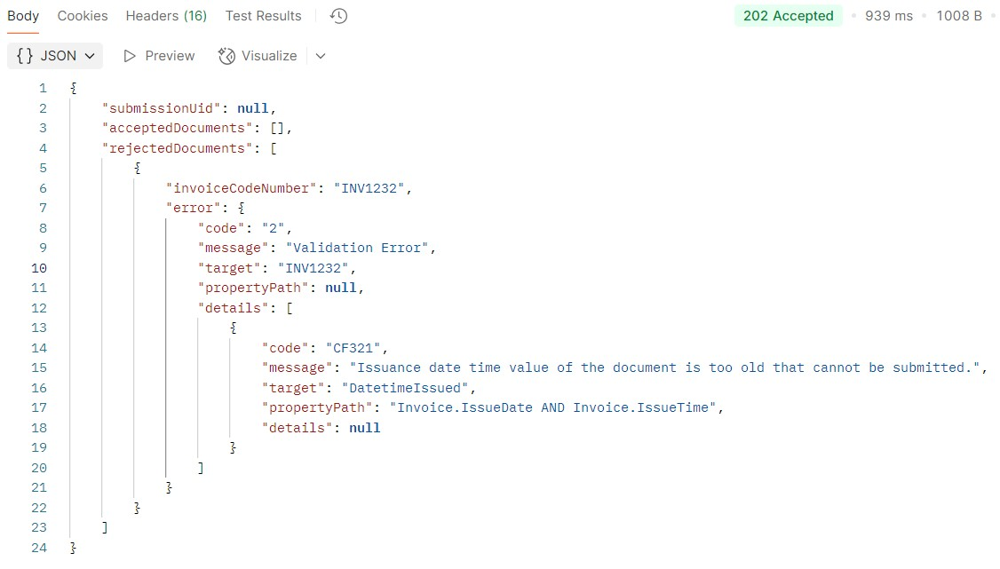 Body Cookies Headers (16) Test Results 202 Accepted 939 ms 1008 B
{} JSON Preview Visualize
1 {
2 "submissionUid": null,
3 "acceptedDocuments": [],
4 "rejectedDocuments": [
5 {
6 "invoiceCodeNumber": "INV1232",
7 "error": {
8 "code": "2",
9 "message": "Validation Error",
10 "target": "INV1232",
11 "propertyPath": null,
12 "details": [
13 {
14 "code": "CF321",
15 "message": "Issuance date time value of the document is too old that cannot be submitted.",
16 "target": "DatetimeIssued",
17 "propertyPath": "Invoice.IssueDate AND Invoice.IssueTime",
18 "details": null
19 }
20 ]
21 }
22 }
23 ]
24 }